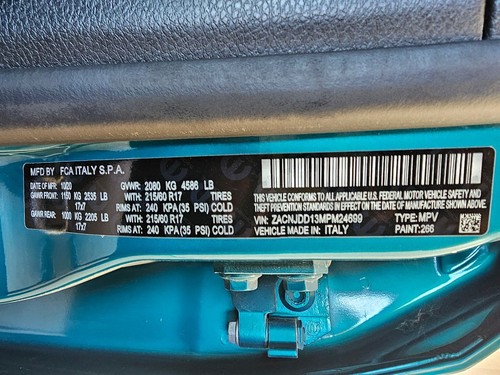 MFD BY FCA ITALY S.P.A.
DATE OF MFR: 10/20 GVWR: 2080 KG 4586 LB
GAWR FRONT: 1150 KG 2535 LB WITH: 215/60 R17 TIRES
17x7 RIMS AT: 240 KPA(35 PSI) COLD
GAWR REAR: 1000 KG 2205 LB WITH: 215/60 R17 TIRES
17x7 RIMS AT: 240 KPA(35 PSI) COLD
THIS VEHICLE CONFORMS TO ALL APPLICABLE U.S. FEDERAL MOTOR VEHICLE SAFETY
AND THEFT PREVENTION STANDARDS IN EFFECT ON THE DATE OF MANUFACTURE SHOWN ABOVE.
VIN: ZACNJDD13MPM24699 TYPE: MPV
VEHICLE MADE IN: ITALY PAINT: 266